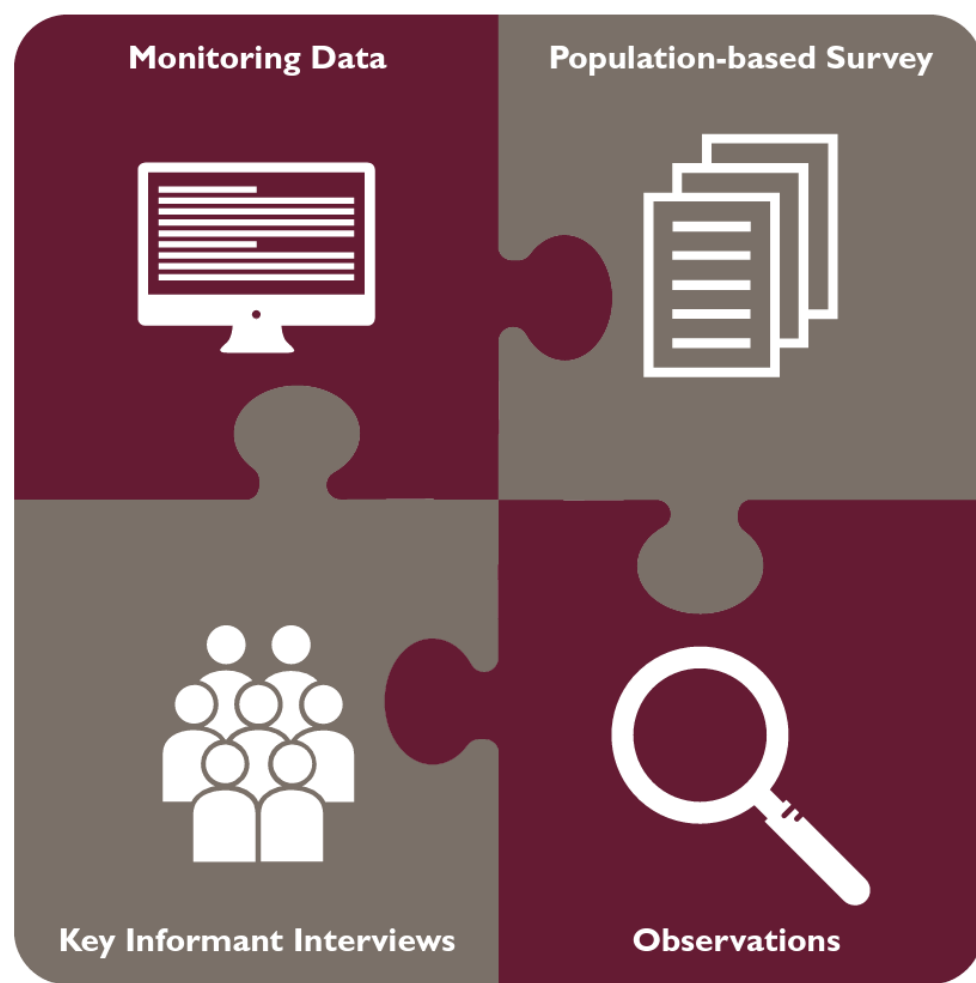 Monitoring Data
Population-based Survey
Key Informant Interviews
Observations